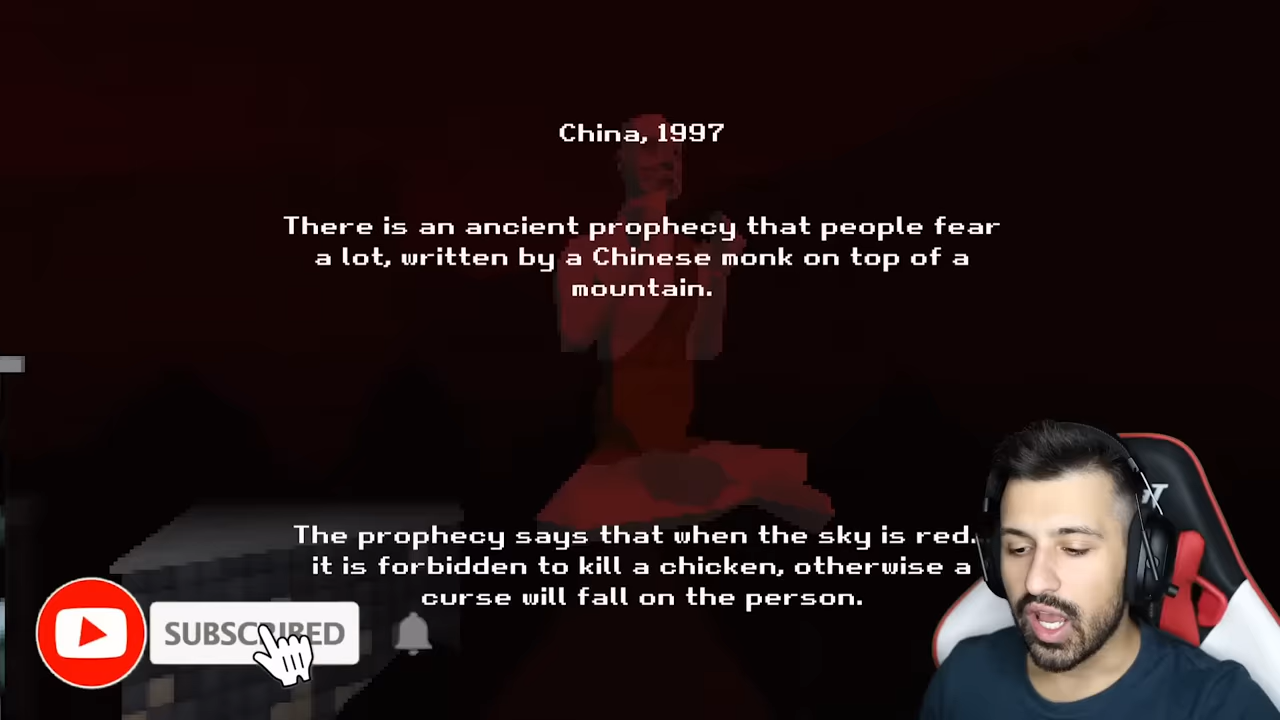 China, 1997
There is an ancient prophecy that people fear
a lot, written by a Chinese monk on top of a
mountain.
The prophecy says that when the sky is red.
it is forbidden to kill a chicken, otherwise a
curse will fall on the person.
SUBSCRIBED